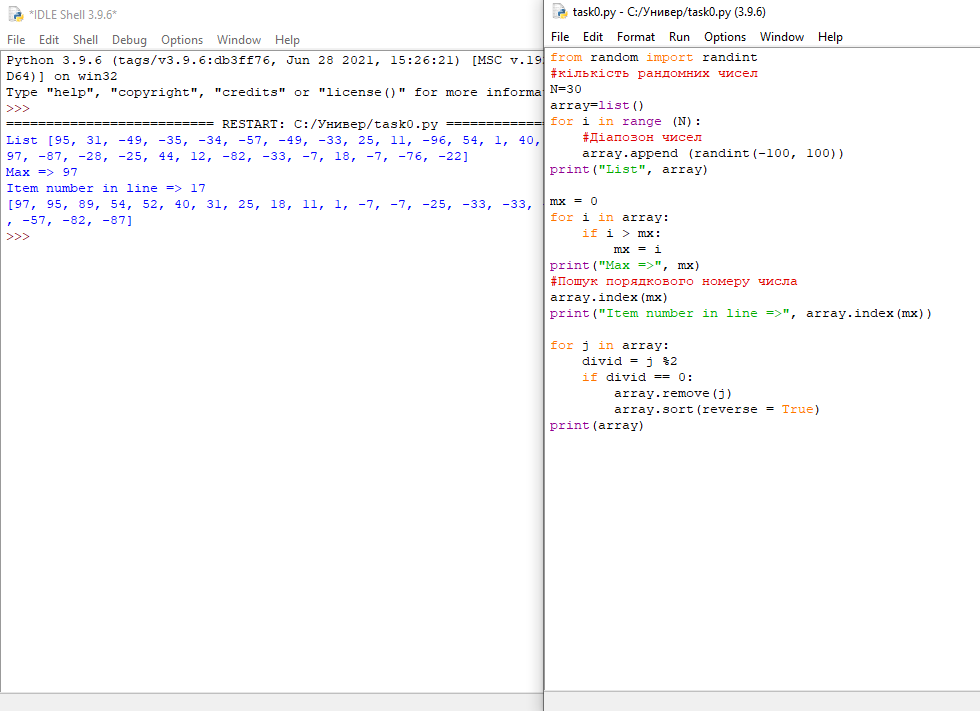 *IDLE Shell 3.9.6*
File Edit Shell Debug Options Window Help
Python 3.9.6 (tags/v3.9.6:db3ff76, Jun 28 2021, 15:26:21) [MSC v.19
D64)] on win32
Type "help", "copyright", "credits" or "license()" for more informa
>>>
========================== RESTART: C:/Универ/task0.py =============
List [95, 31, -49, -35, -34, -57, -49, -33, 25, 11, -96, 54, 1, 40,
97, -87, -28, -25, 44, 12, -82, -33, -7, 18, -7, -76, -22]
Max => 97
Item number in line => 17
[97, 95, 89, 54, 52, 40, 31, 25, 18, 11, 1, -7, -7, -25, -33, -33, -
, -57, -82, -87]
>>>
task0.py - C:/Универ/task0.py (3.9.6)
File Edit Format Run Options Window Help
from random import randint
#кількість рандомних чисел
N=30
array=list()
for i in range (N):
    #Діапозон чисел
    array.append (randint(-100, 100))
print("List", array)
mx = 0
for i in array:
    if i > mx:
        mx = i
print("Max =>", mx)
#Пошук порядкового номеру числа
array.index(mx)
print("Item number in line =>", array.index(mx))
for j in array:
    divid = j %2
    if divid == 0:
        array.remove(j)
        array.sort(reverse = True)
print(array)